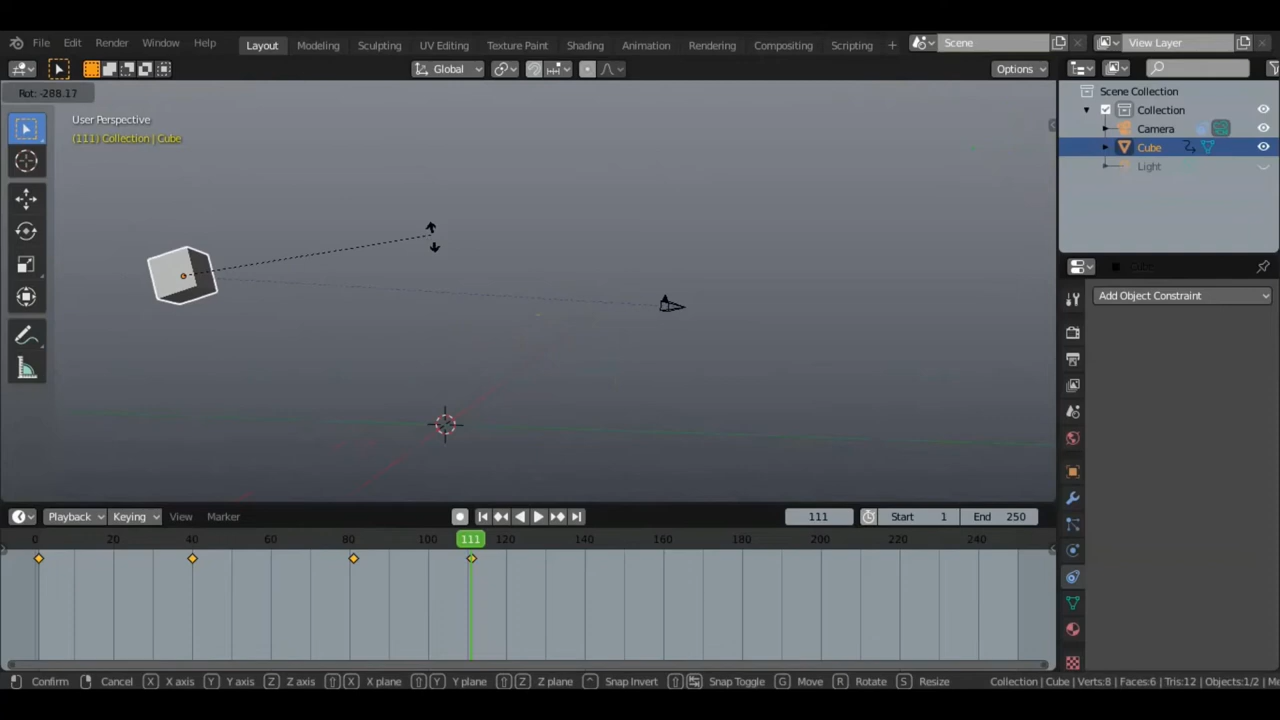 File Edit Render Window Help Layout Modeling Sculpting UV Editing Texture Paint Shading Animation Rendering Compositing Scripting + Scene View Layer
Global Options
Rot: -288.17
User Perspective
(111) Collection | Cube
Scene Collection
Collection
Camera
Cube
Light
Cube
Add Object Constraint
Playback Keying View Marker 111 Start 1 End 250
0 20 40 60 80 100 111 120 140 160 180 200 220 240
Confirm Cancel X X axis Y Y axis Z Z axis X X plane Y Y plane Z Z plane ^ Snap Invert Snap Toggle G Move R Rotate S Resize Collection | Cube | Verts:8 | Faces:6 | Tris:12 | Objects:1/2 |